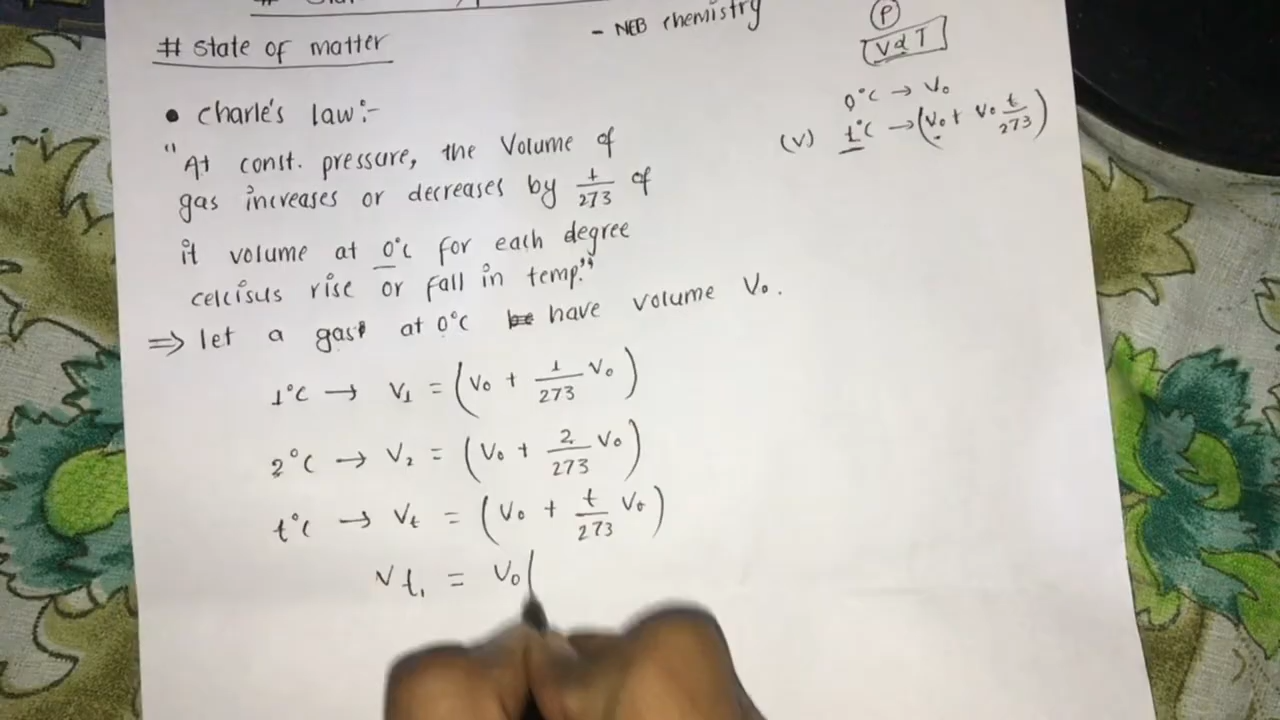 - NEB chemistry
# State of matter
P
V α T
0°c → V₀
(v) t°c → (V₀ + V₀ t/273)
• Charle's law:-
"At const. pressure, the Volume of
gas increases or decreases by 1/273 of
it volume at 0°c for each degree
celcisus rise or fall in temp."
⇒ let a gas at 0°c have volume V₀.
1°c → V₁ = (V₀ + 1/273 V₀)
2°c → V₂ = (V₀ + 2/273 V₀)
t°c → Vt = (V₀ + t/273 V₀)
Vt₁ = V₀(